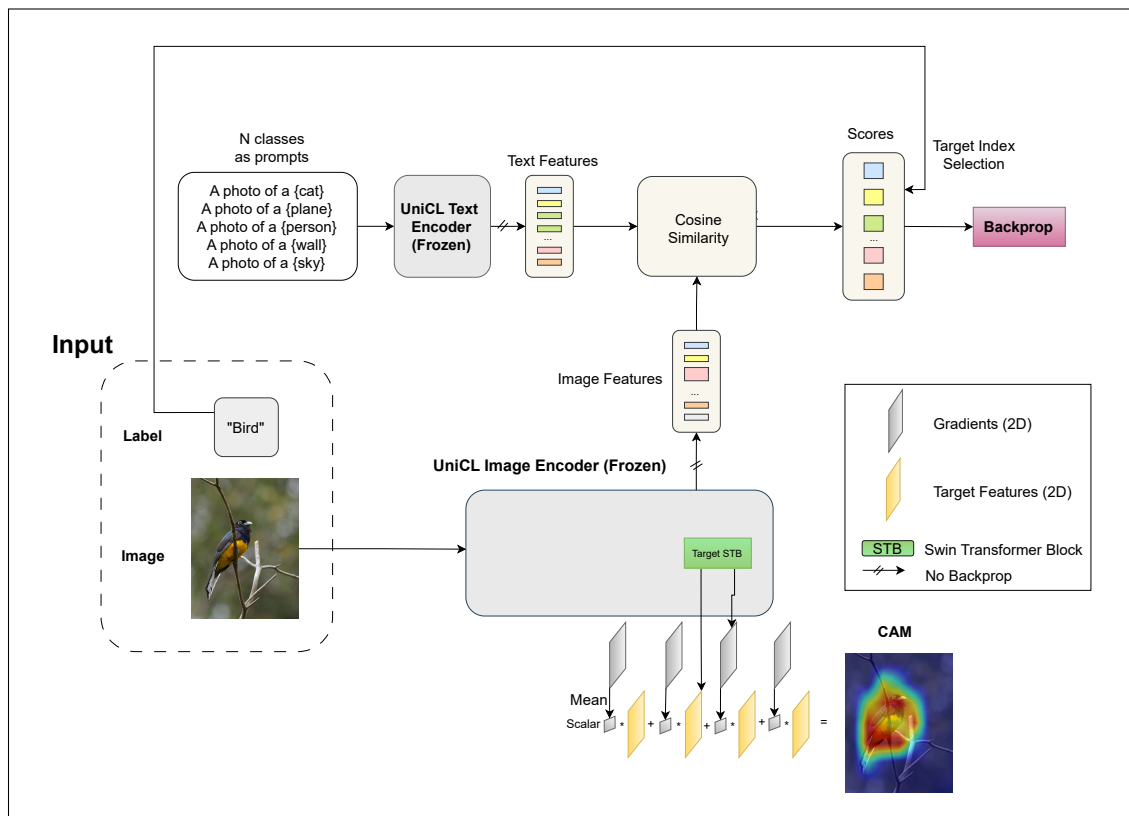 N classes
as prompts
A photo of a {cat}
A photo of a {plane}
A photo of a {person}
A photo of a {wall}
A photo of a {sky}
UniCL Text
Encoder
(Frozen)
Text Features
...
Cosine
Similarity
Scores
...
Target Index
Selection
Backprop
Input
Label
"Bird"
Image
Image Features
...
UniCL Image Encoder (Frozen)
Target STB
Gradients (2D)
Target Features (2D)
STB Swin Transformer Block
No Backprop
CAM
Mean
Scalar * + * + * + * =